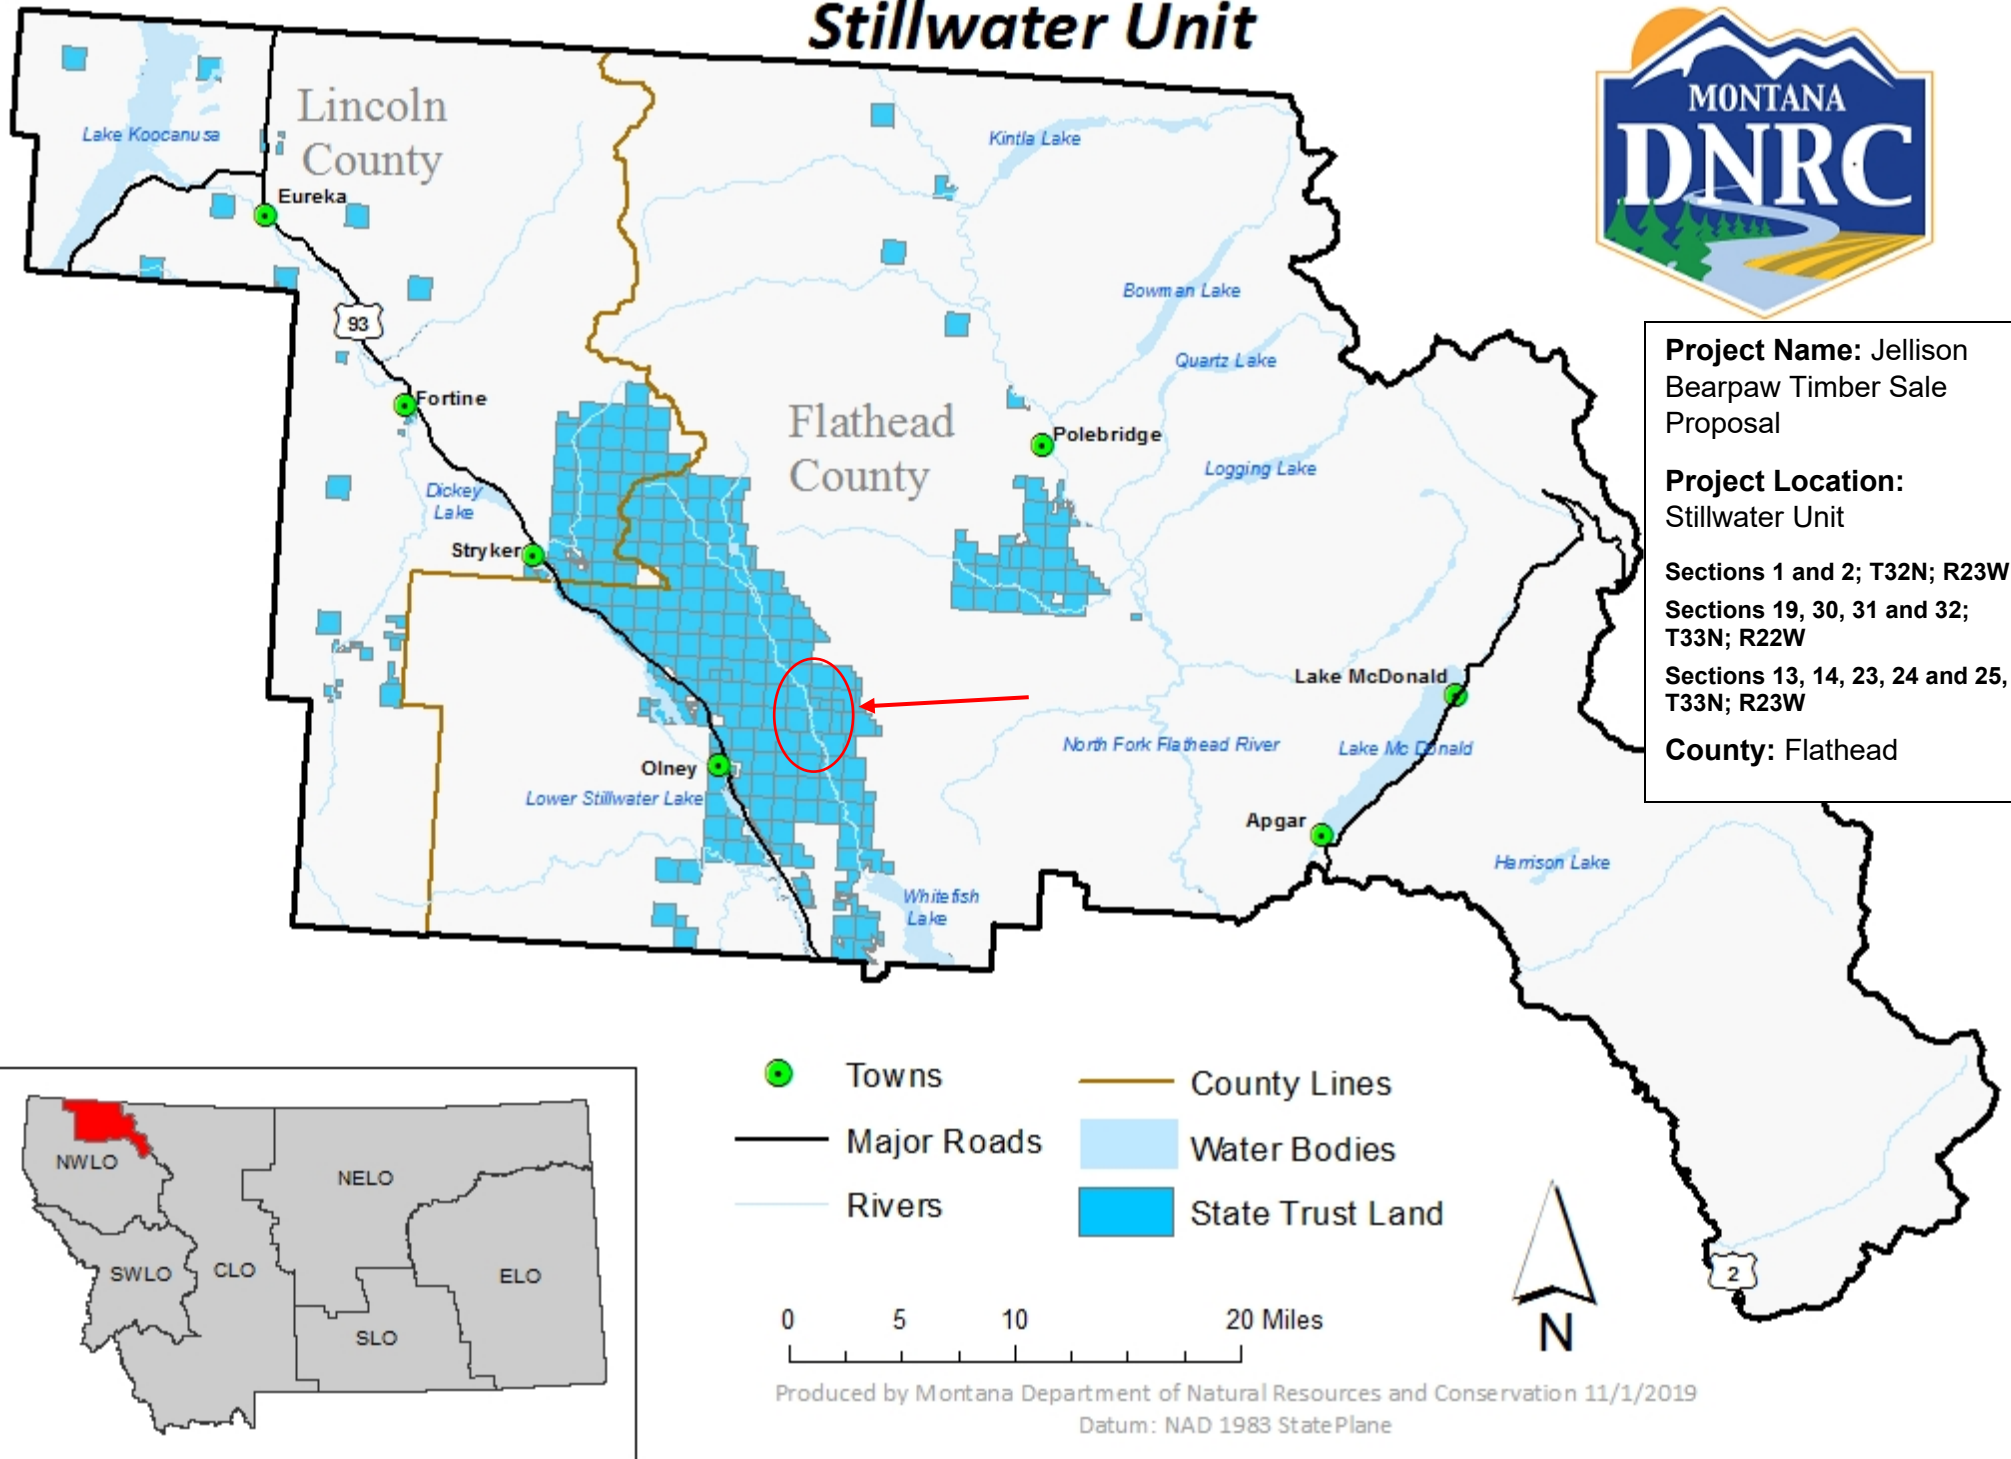 Stillwater Unit
MONTANA
DNRC
Lincoln
County
Lake Koocanusa
Eureka
93
Fortine
Dickey
Lake
Stryker
Kintla Lake
Bowman Lake
Quartz Lake
Flathead
County
Polebridge
Logging Lake
Lake McDonald
North Fork Flathead River
Lake Mc Donald
Olney
Lower Stillwater Lake
Apgar
Harrison Lake
Whitefish
Lake
2
Project Name: Jellison
Bearpaw Timber Sale
Proposal
Project Location:
Stillwater Unit
Sections 1 and 2; T32N; R23W
Sections 19, 30, 31 and 32;
T33N; R22W
Sections 13, 14, 23, 24 and 25,
T33N; R23W
County: Flathead
NWLO
SWLO
CLO
NELO
SLO
ELO
Towns
Major Roads
Rivers
County Lines
Water Bodies
State Trust Land
0 5 10 20 Miles
N
Produced by Montana Department of Natural Resources and Conservation 11/1/2019
Datum: NAD 1983 StatePlane